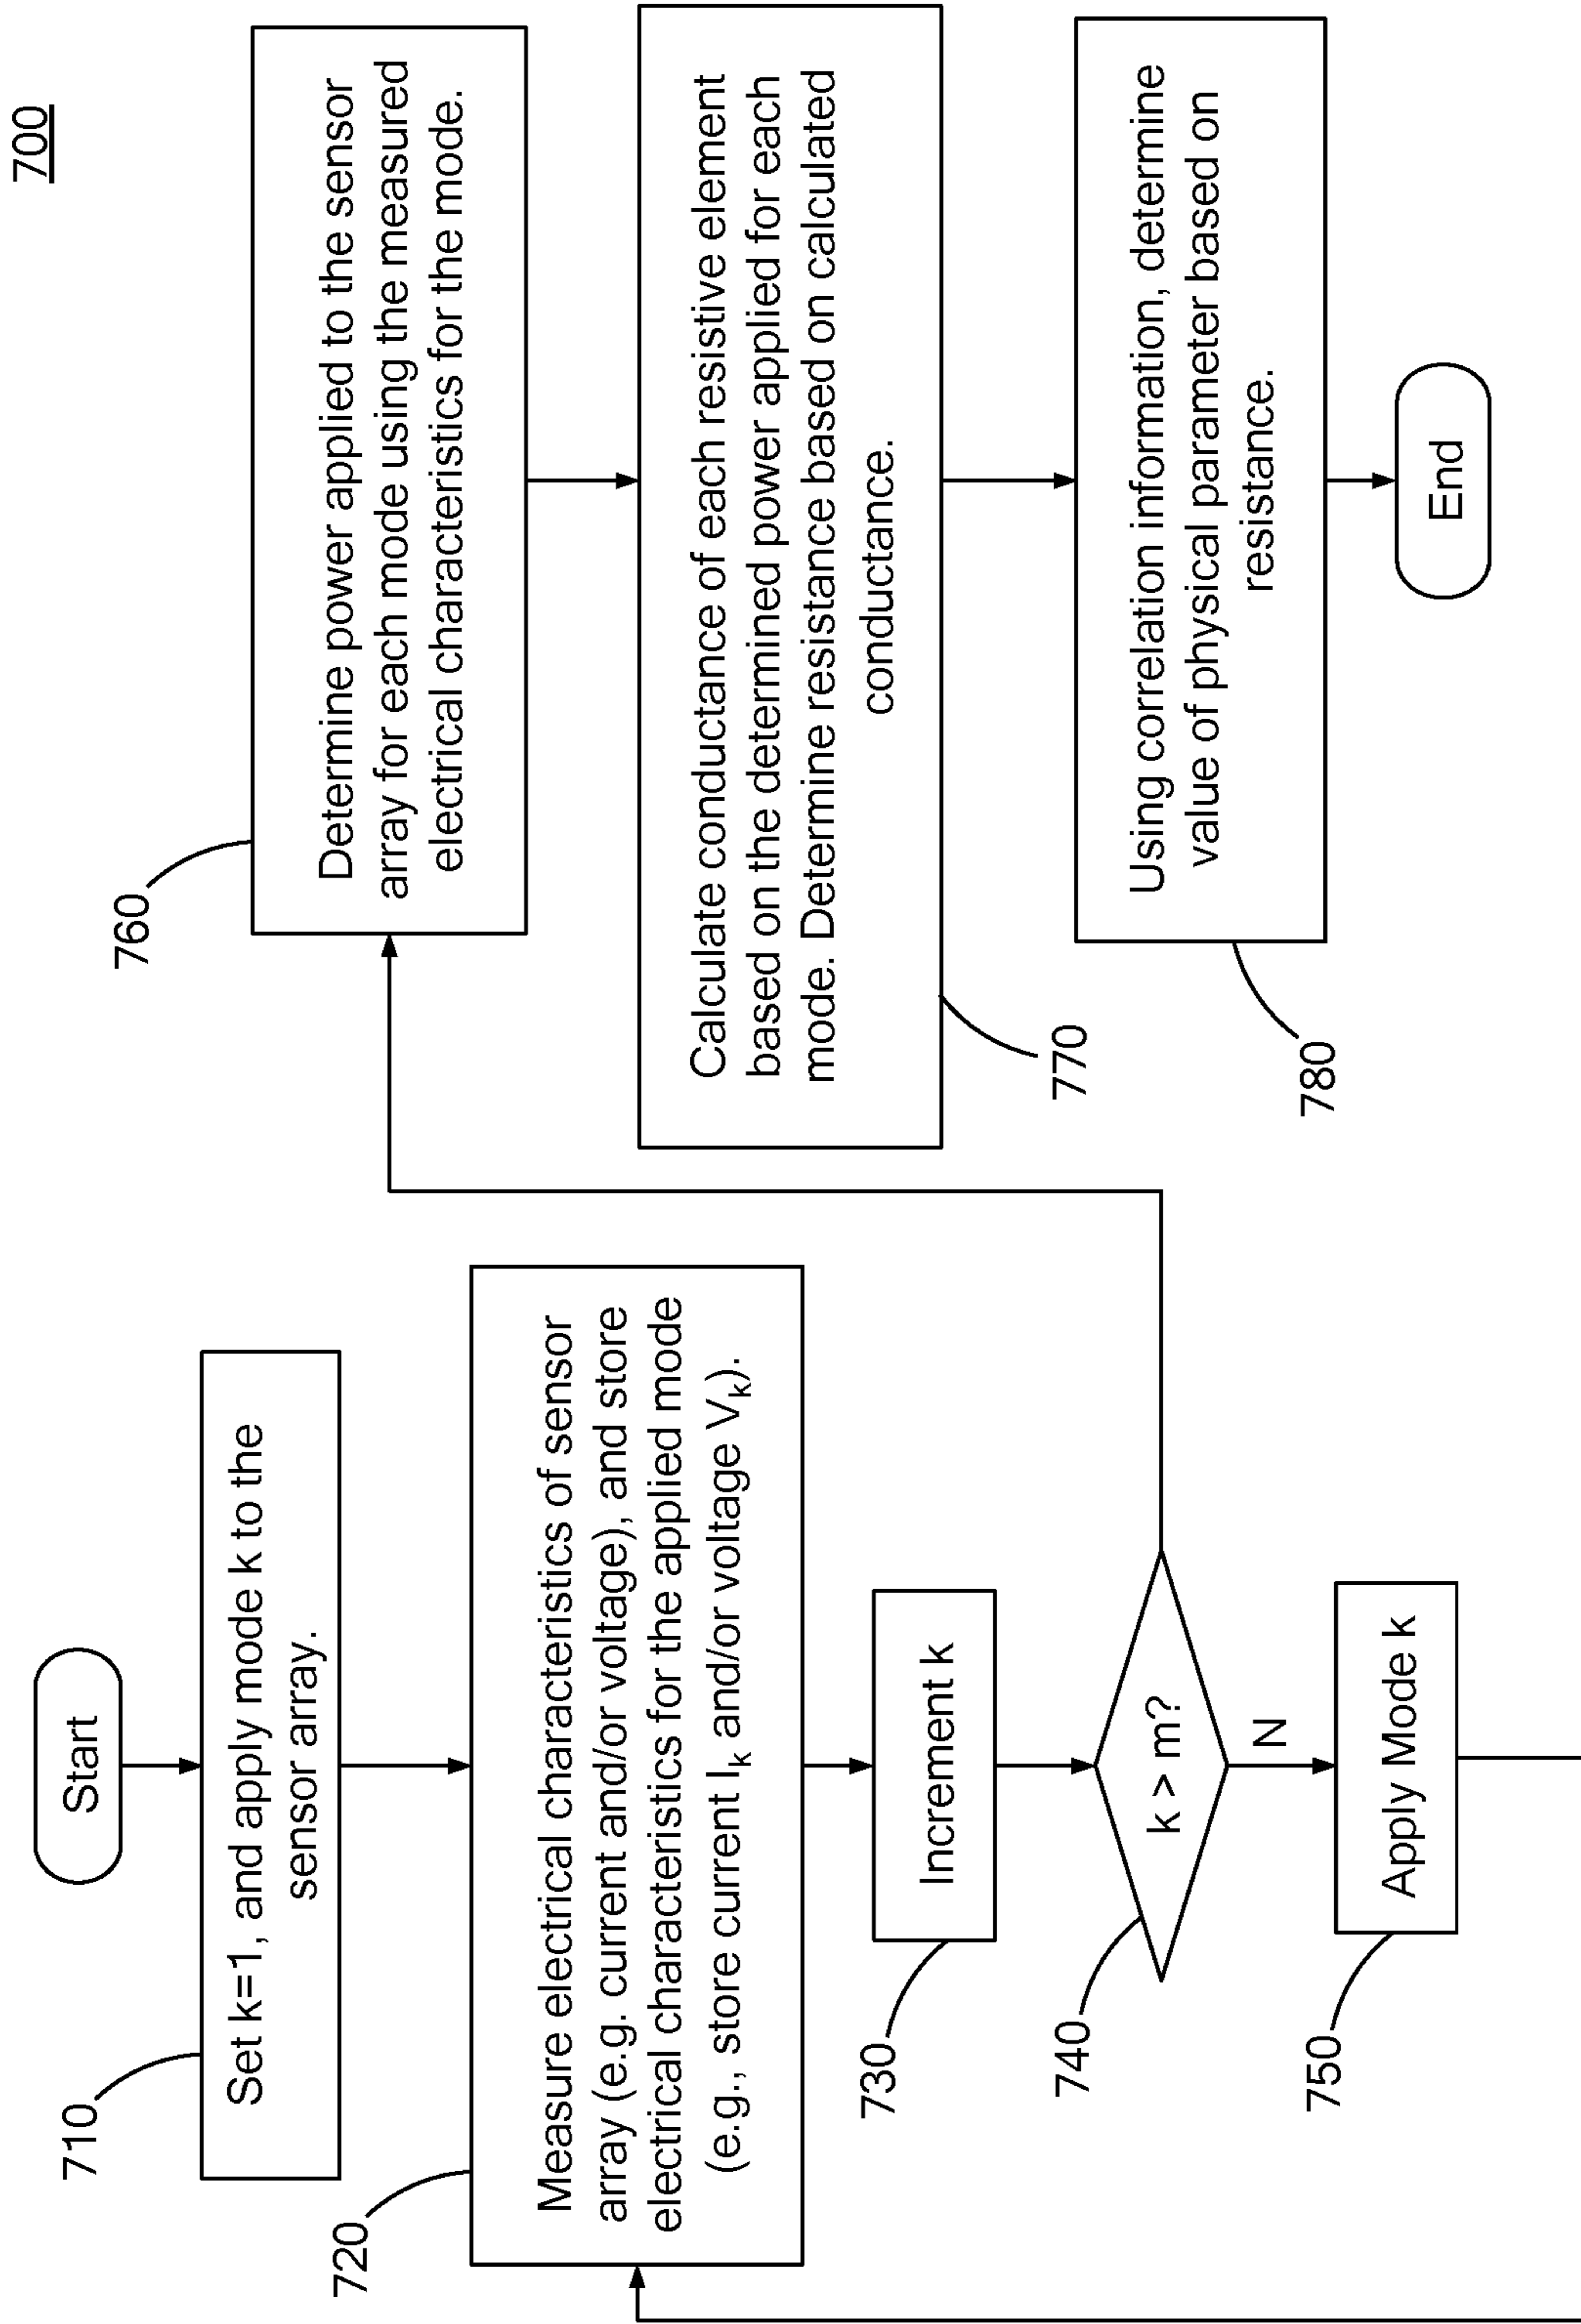 700
Start
710
Set k=1, and apply mode k to the
sensor array.
720
Measure electrical characteristics of sensor
array (e.g. current and/or voltage), and store
electrical characteristics for the applied mode
(e.g., store current Ik and/or voltage Vk).
730
Increment k
740
k > m?
N
750
Apply Mode k
760
Determine power applied to the sensor
array for each mode using the measured
electrical characteristics for the mode.
Calculate conductance of each resistive element
based on the determined power applied for each
mode. Determine resistance based on calculated
conductance.
770
Using correlation information, determine
value of physical parameter based on
resistance.
780
End